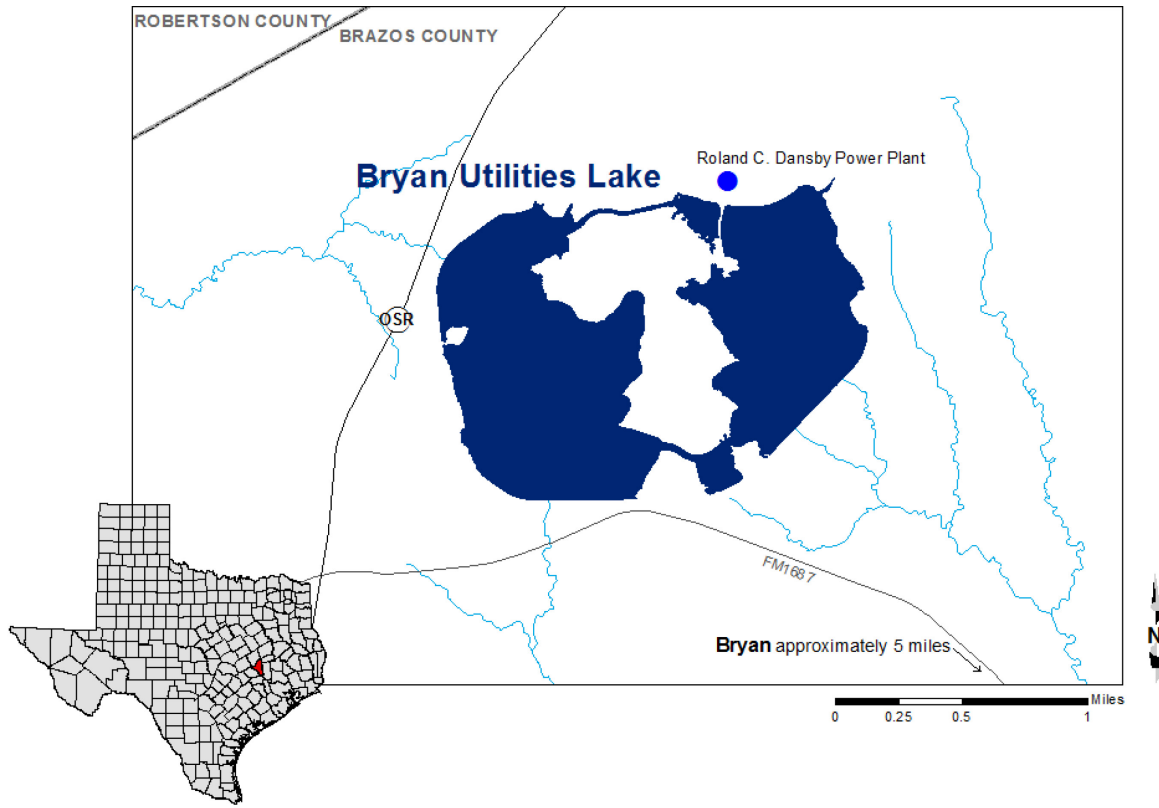 ROBERTSON COUNTY
BRAZOS COUNTY
Roland C. Dansby Power Plant
Bryan Utilities Lake
OSR
FM1687
N
Bryan approximately 5 miles
Miles
0 0.25 0.5 1